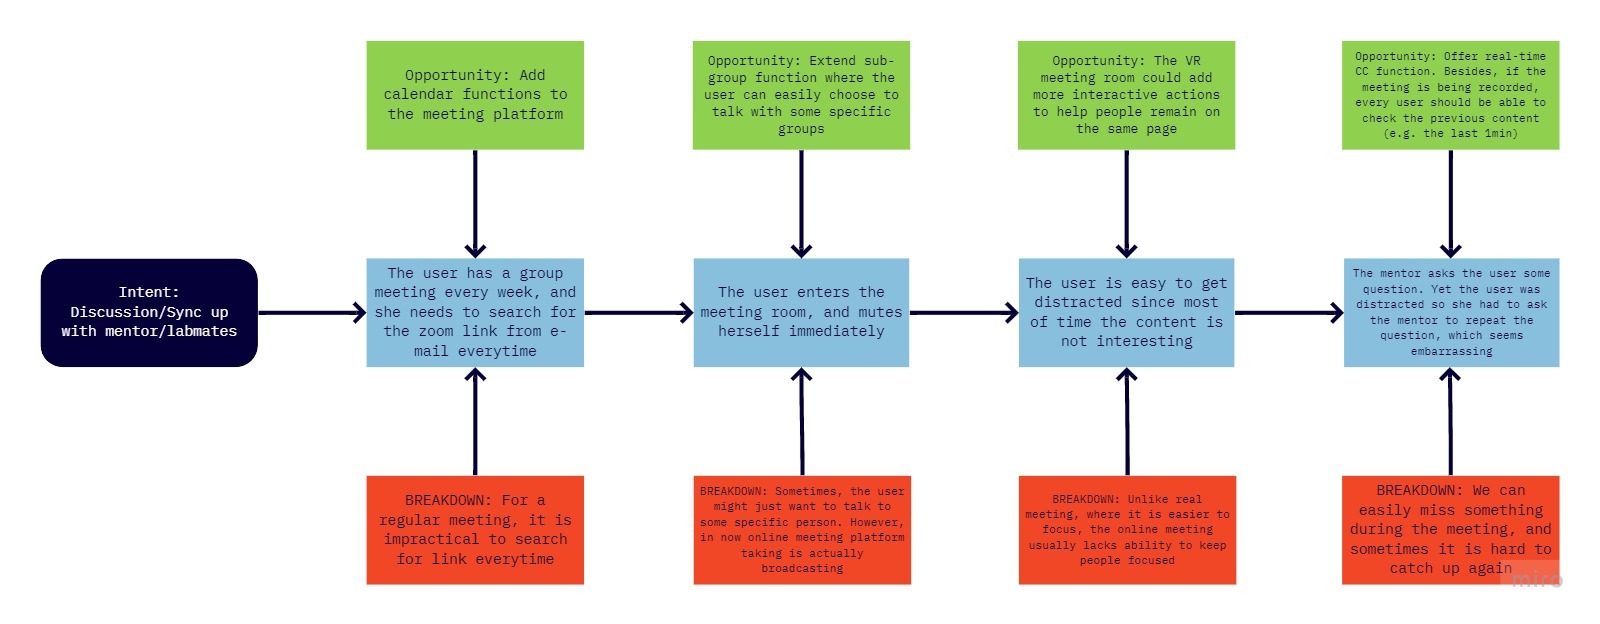 Opportunity: Add
calendar functions to
the meeting platform
Opportunity: Extend sub-
group function where the
user can easily choose to
talk with some specific
groups
Opportunity: The VR
meeting room could add
more interactive actions
to help people remain on
the same page
Opportunity: Offer real-time
CC function. Besides, if the
meeting is being recorded,
every user should be able to
check the previous content
(e.g. the last 1min)
Intent:
Discussion/Sync up
with mentor/labmates
The user has a group
meeting every week, and
she needs to search for
the zoom link from e-
mail everytime
The user enters the
meeting room, and mutes
herself immediately
The user is easy to get
distracted since most
of time the content is
not interesting
The mentor asks the user some
question. Yet the user was
distracted so she had to ask
the mentor to repeat the
question, which seems
embarrassing
BREAKDOWN: For a
regular meeting, it is
impractical to search
for link everytime
BREAKDOWN: Sometimes, the user
might just want to talk to
some specific person. However,
in now online meeting platform
taking is actually
broadcasting
BREAKDOWN: Unlike real
meeting, where it is easier to
focus, the online meeting
usually lacks ability to keep
people focused
BREAKDOWN: We can
easily miss something
during the meeting, and
sometimes it is hard to
catch up again
miro